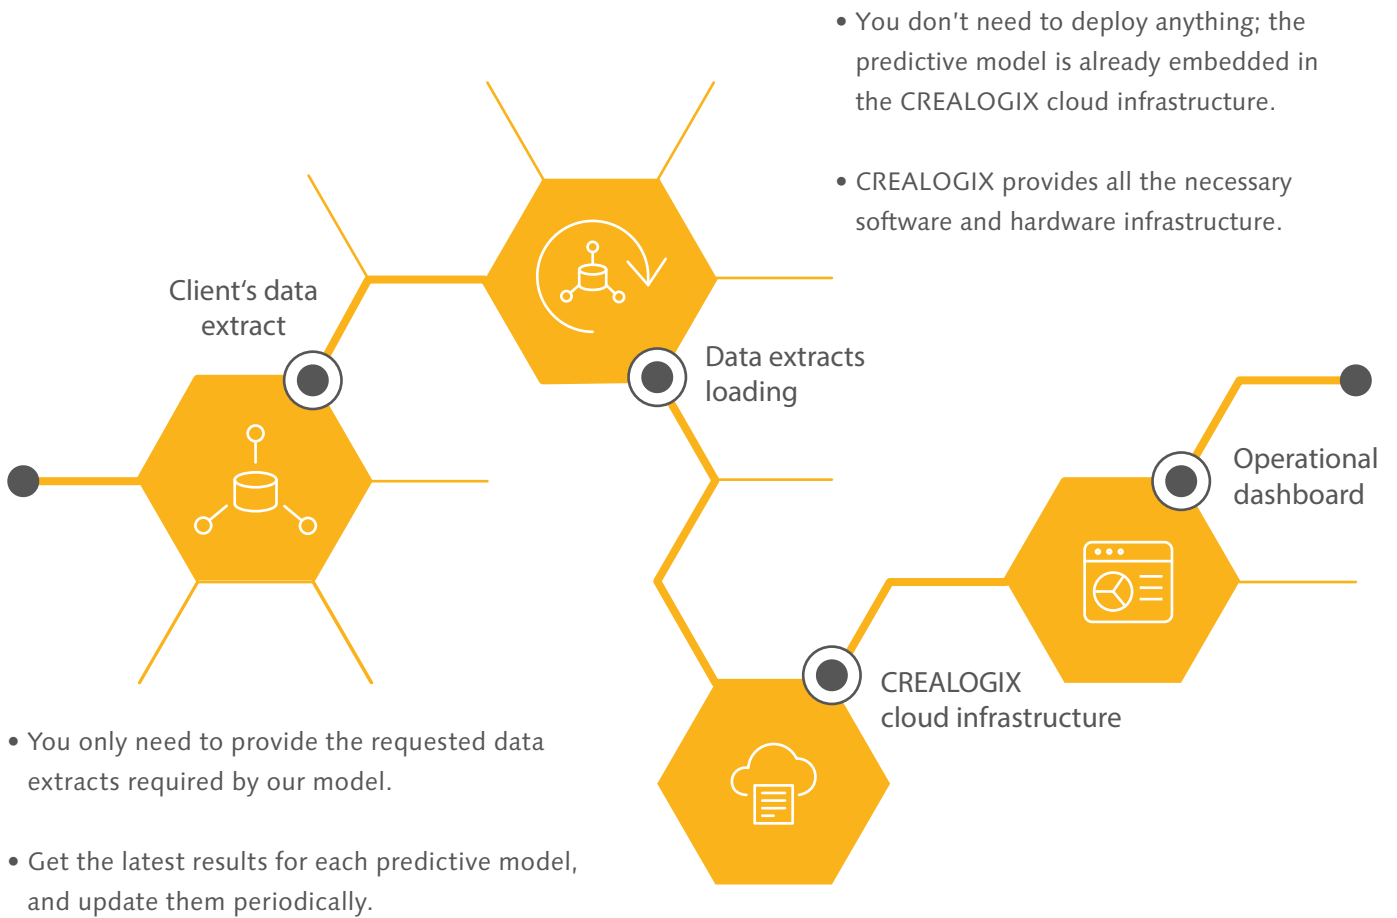 • You don't need to deploy anything; the
predictive model is already embedded in
the CREALOGIX cloud infrastructure.
• CREALOGIX provides all the necessary
software and hardware infrastructure.
Client‘s data
extract
Data extracts
loading
Operational
dashboard
CREALOGIX
cloud infrastructure
• You only need to provide the requested data
extracts required by our model.
• Get the latest results for each predictive model,
and update them periodically.